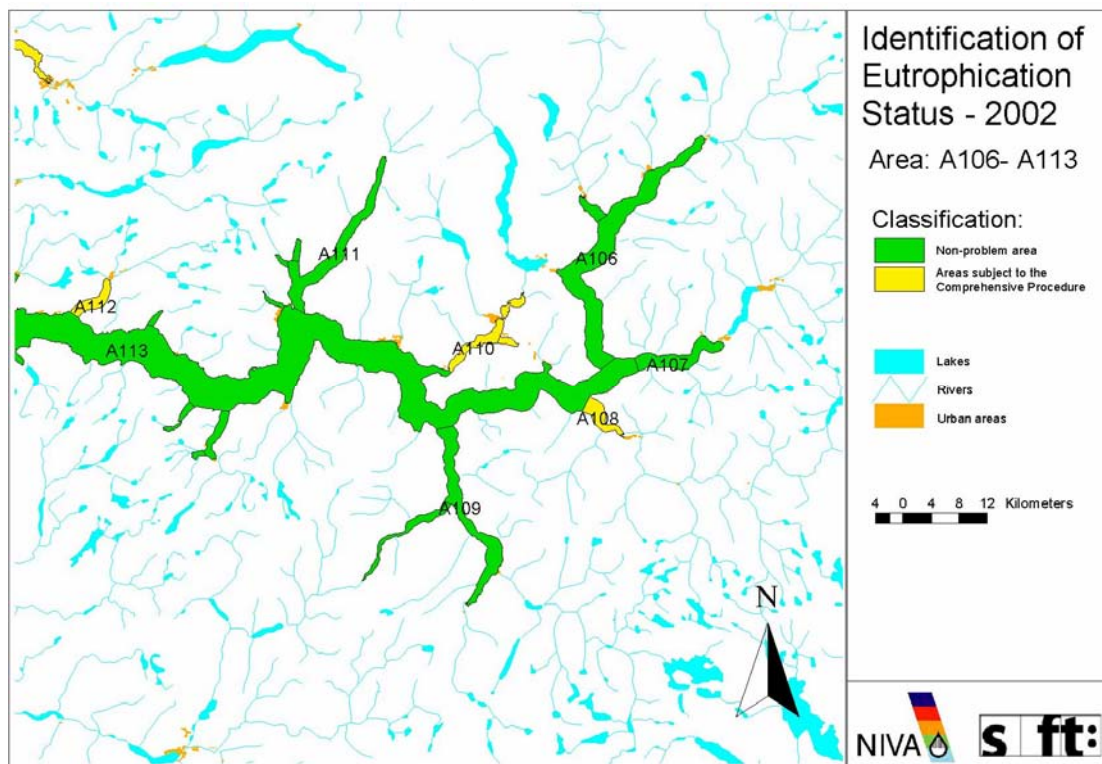 Identification of
Eutrophication
Status - 2002
Area: A106- A113
Classification:
Non-problem area
Areas subject to the
Comprehensive Procedure
Lakes
Rivers
Urban areas
4 0 4 8 12 Kilometers
A111
A106
A112
A113
A110
A107
A108
A109
N
NIVA
s ft: